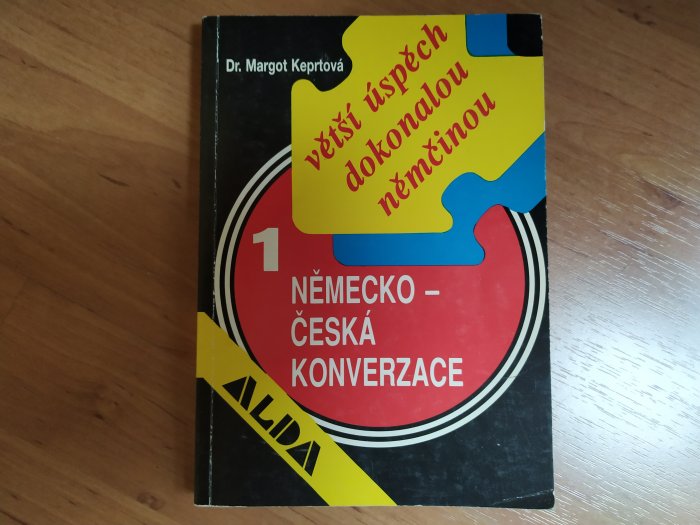 Dr. Margot Keprtová
větší úspěch
dokonalou
němčinou
1
NĚMECKO –
ČESKÁ
KONVERZACE
ALDA